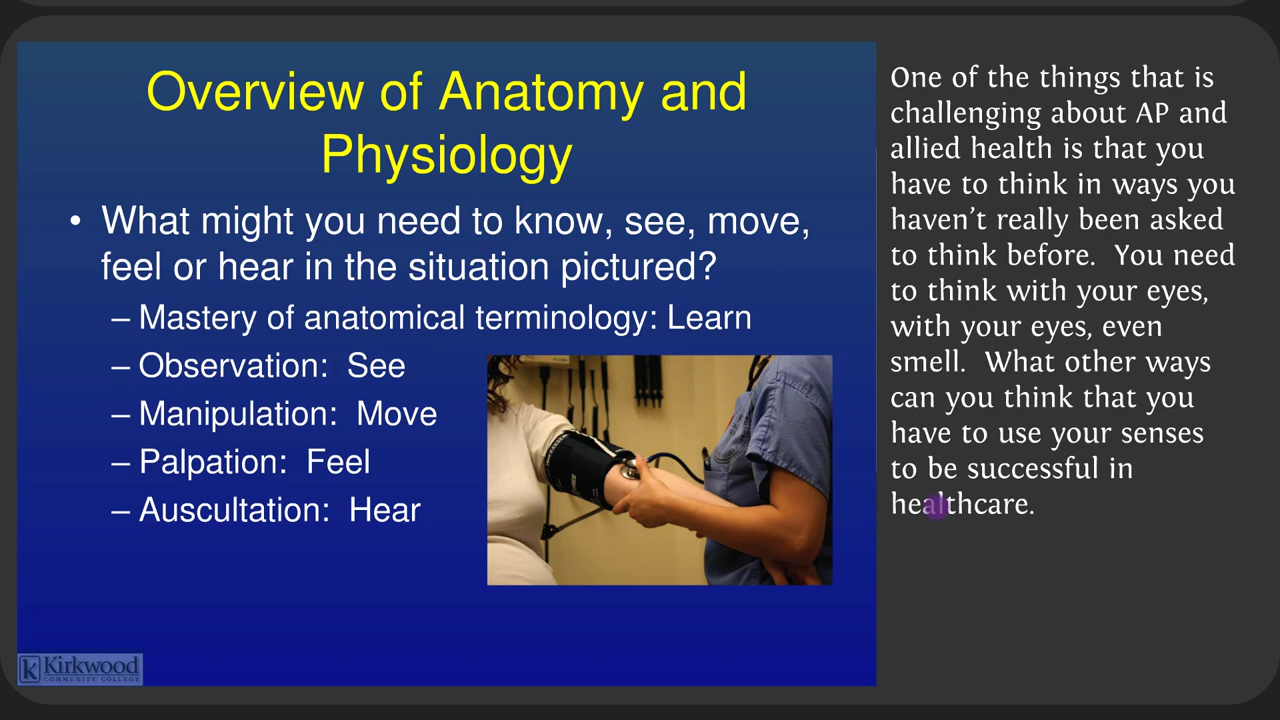 Overview of Anatomy and
Physiology
• What might you need to know, see, move,
feel or hear in the situation pictured?
– Mastery of anatomical terminology: Learn
– Observation:  See
– Manipulation:  Move
– Palpation:  Feel
– Auscultation:  Hear
Kirkwood
COMMUNITY COLLEGE
One of the things that is
challenging about AP and
allied health is that you
have to think in ways you
haven’t really been asked
to think before.  You need
to think with your eyes,
with your eyes, even
smell.  What other ways
can you think that you
have to use your senses
to be successful in
healthcare.